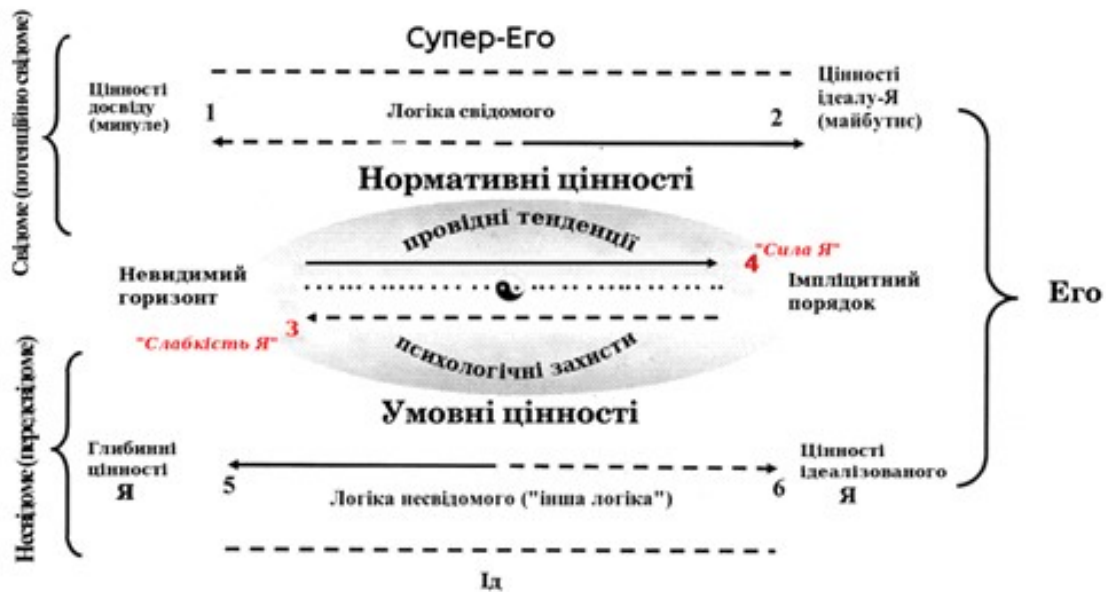 Супер-Его
Свідоме (потенційно свідоме)
Цінності
досвіду
(минуле)
1
Логіка свідомого
2
Цінності
ідеалу-Я
(майбутнє)
Нормативні цінності
провідні тенденції
"Сила Я"
4
Невидимий
горизонт
Імпліцитний
порядок
Его
3
"Слабкість Я"
психологічні захисти
Умовні цінності
Несвідоме (передсвідоме)
Глибинні
цінності
Я
5
Логіка несвідомого ("інша логіка")
6
Цінності
ідеалізованого
Я
Ід